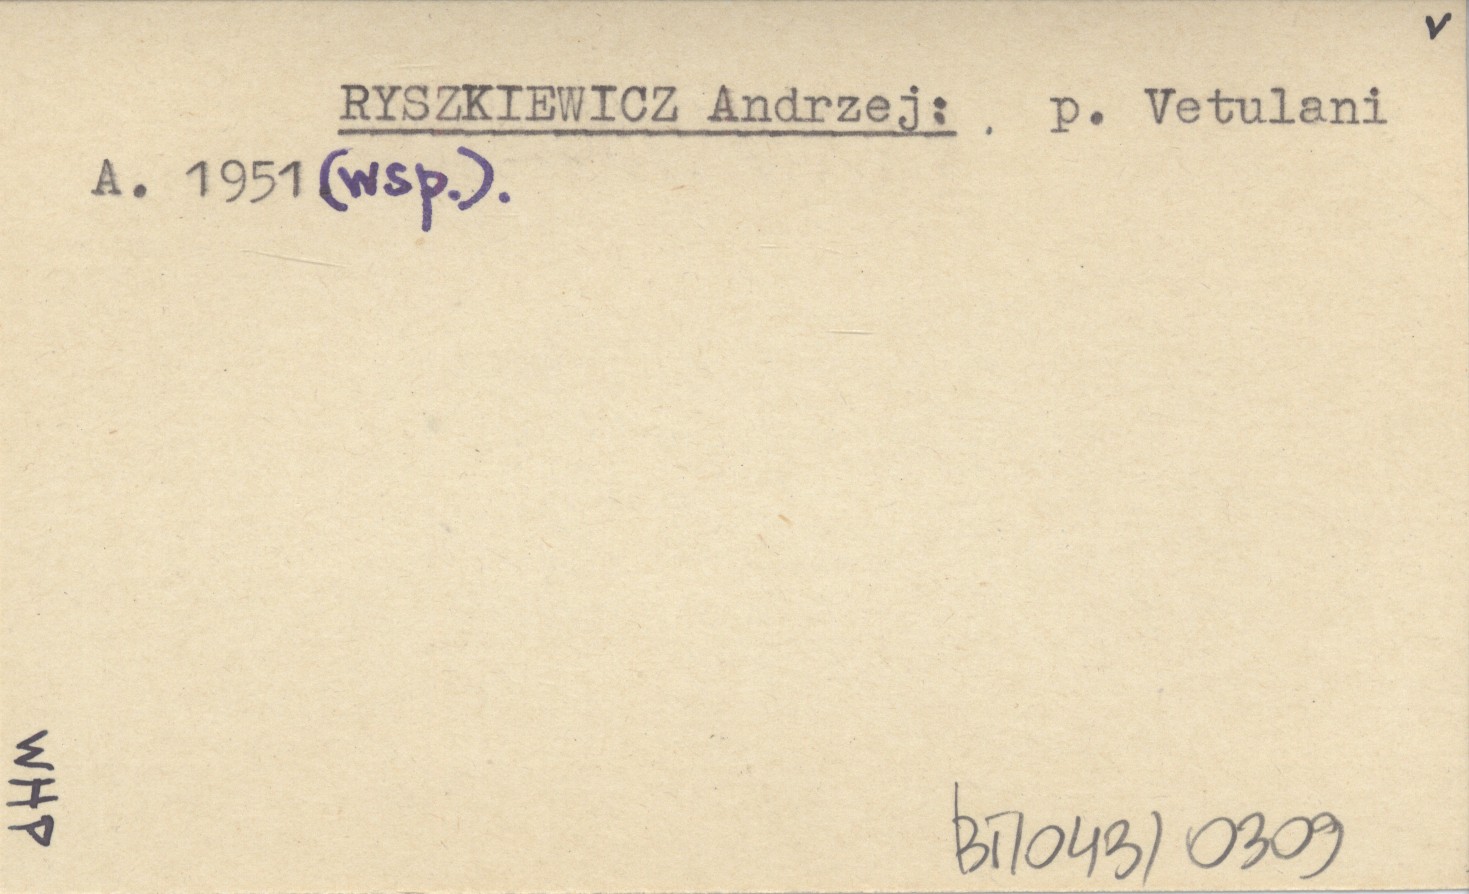 v
RYSZKIEWICZ Andrzej: . p. Vetulani
A. 1951 (wsp.).
WHP
BT/043/0309